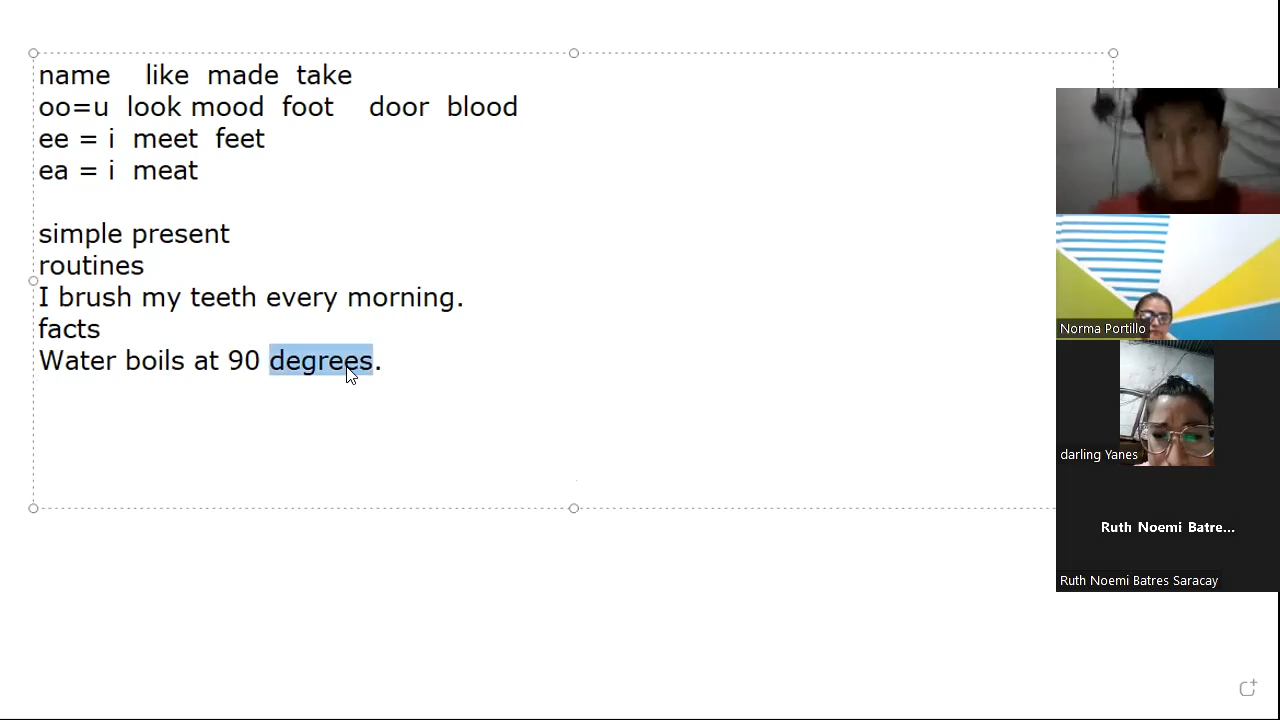 name like made take
oo=u look mood foot door blood
ee = i meet feet
ea = i meat
simple present
routines
I brush my teeth every morning.
facts
Water boils at 90 degrees.
Norma Portillo
darling Yanes
Ruth Noemi Batre...
Ruth Noemi Batres Saracay